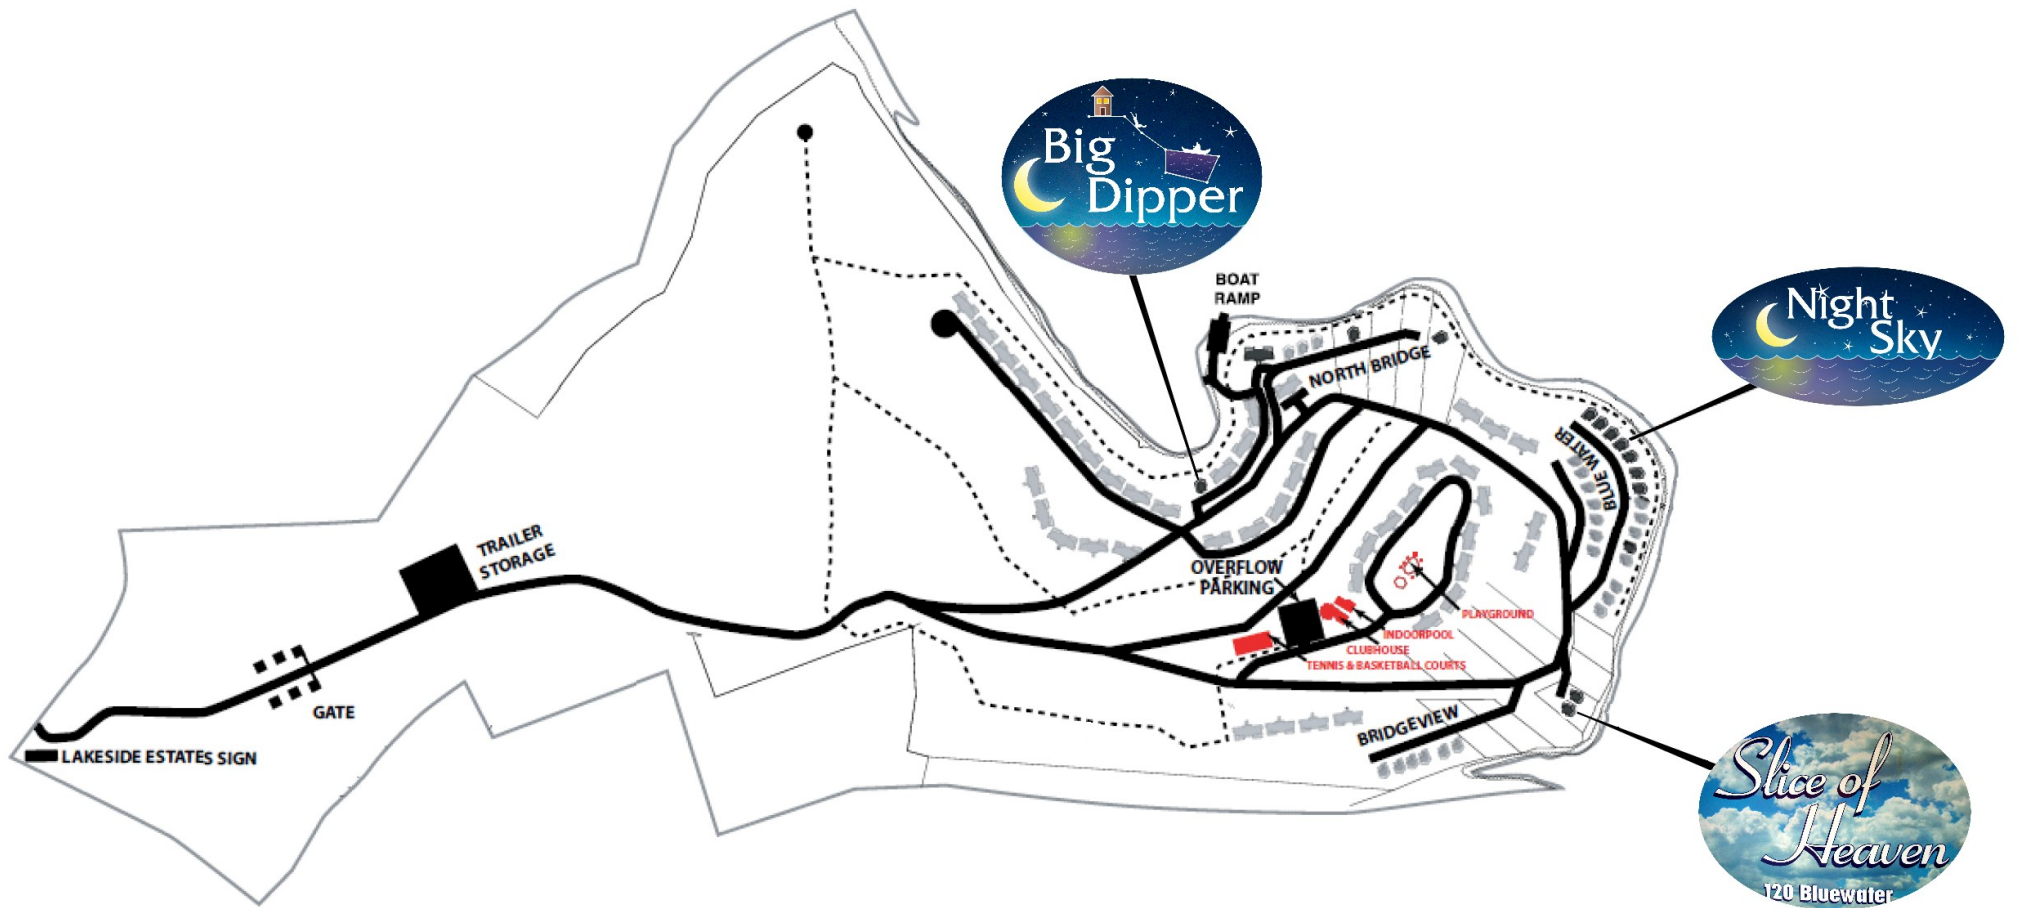 Big
Dipper
BOAT
RAMP
Night
Sky
NORTH BRIDGE
BLUE WATER
TRAILER
STORAGE
OVERFLOW
PARKING
PLAYGROUND
INDOORPOOL
CLUBHOUSE
TENNIS & BASKETBALL COURTS
GATE
BRIDGEVIEW
LAKESIDE ESTATES SIGN
Slice of
Heaven
120 Bluewater